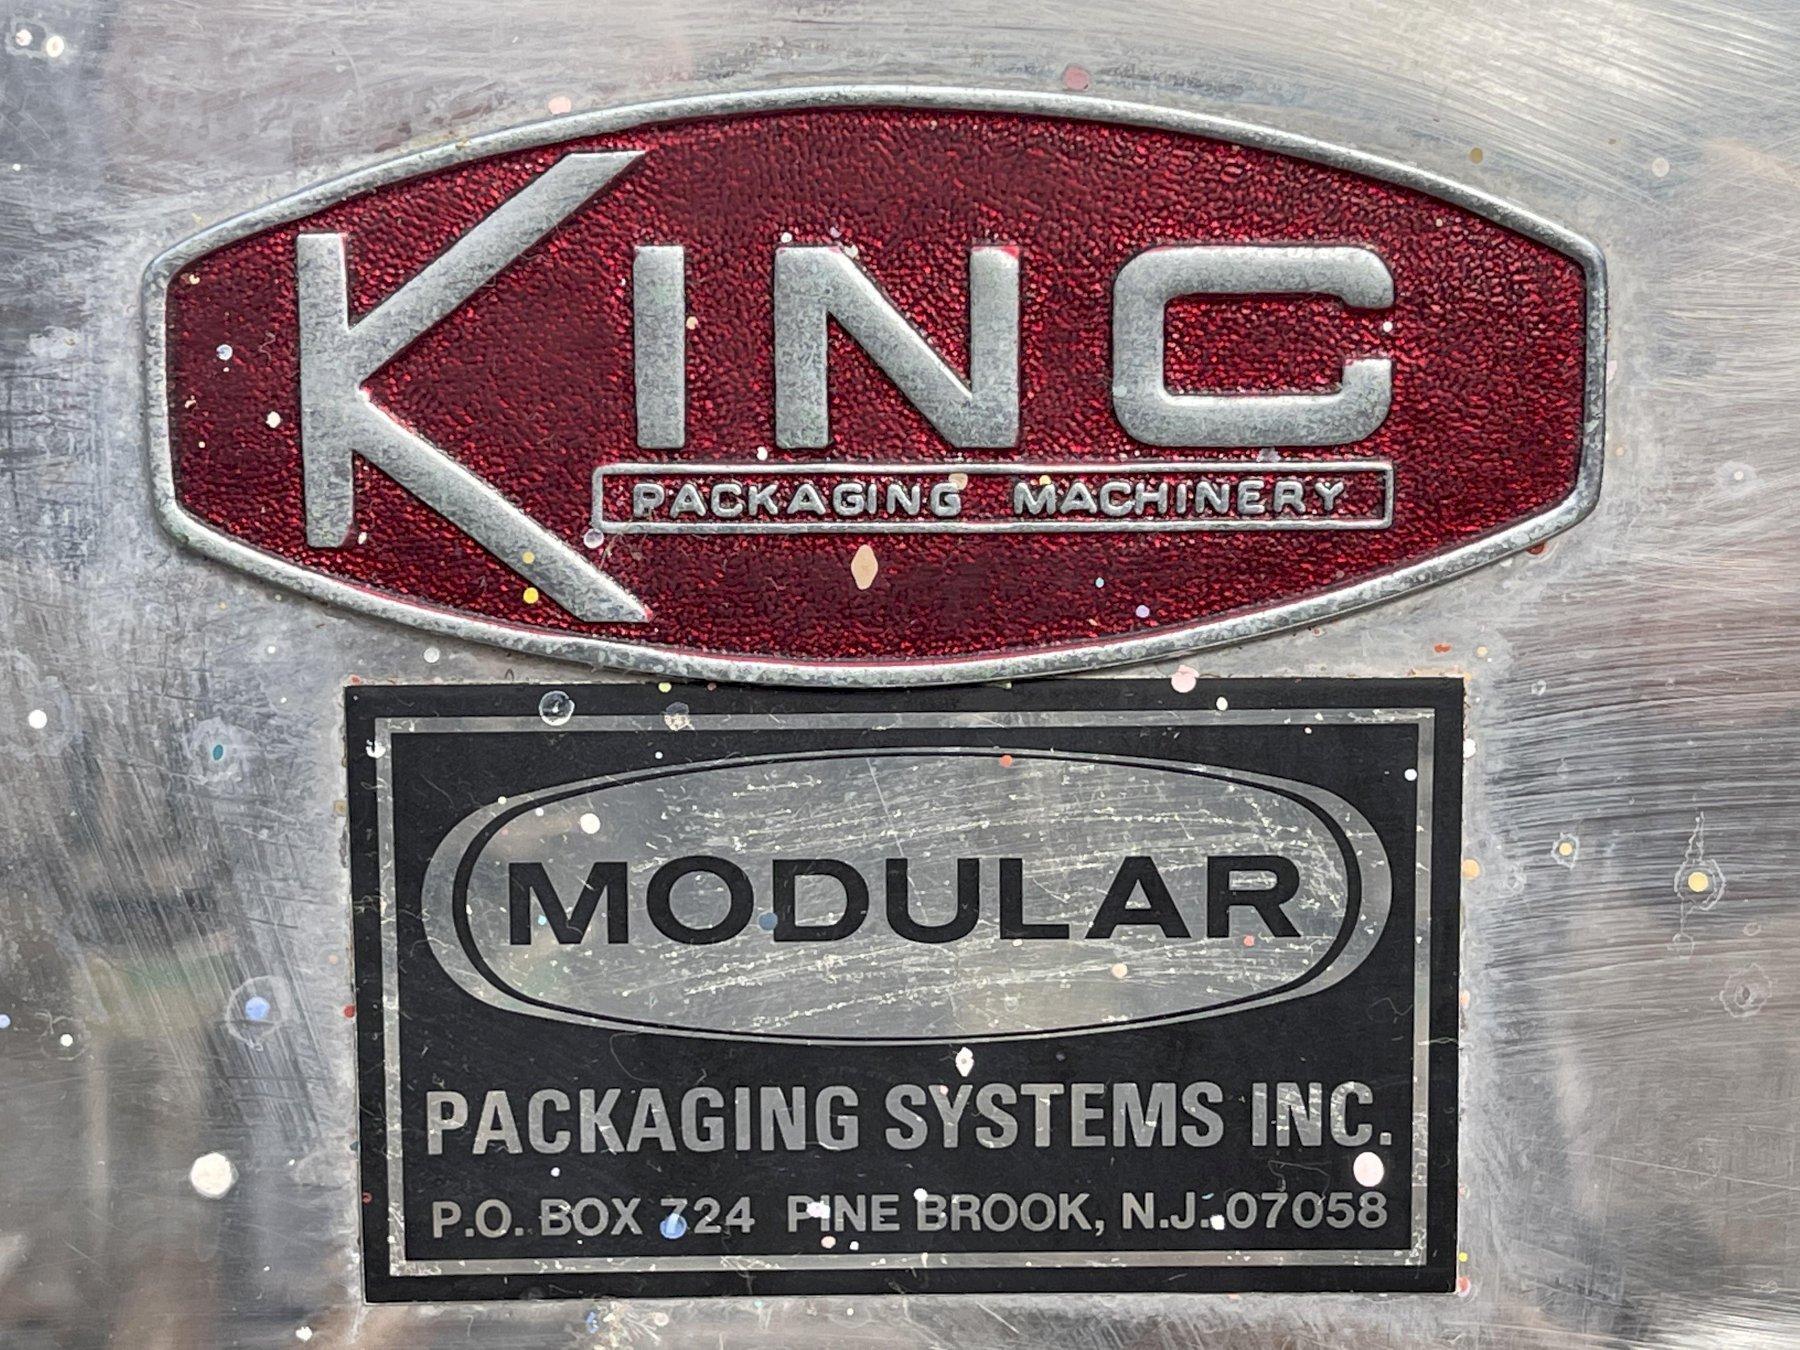 KING
PACKAGING MACHINERY
MODULAR
PACKAGING SYSTEMS INC.
P.O. BOX 724 PINE BROOK, N.J. 07058